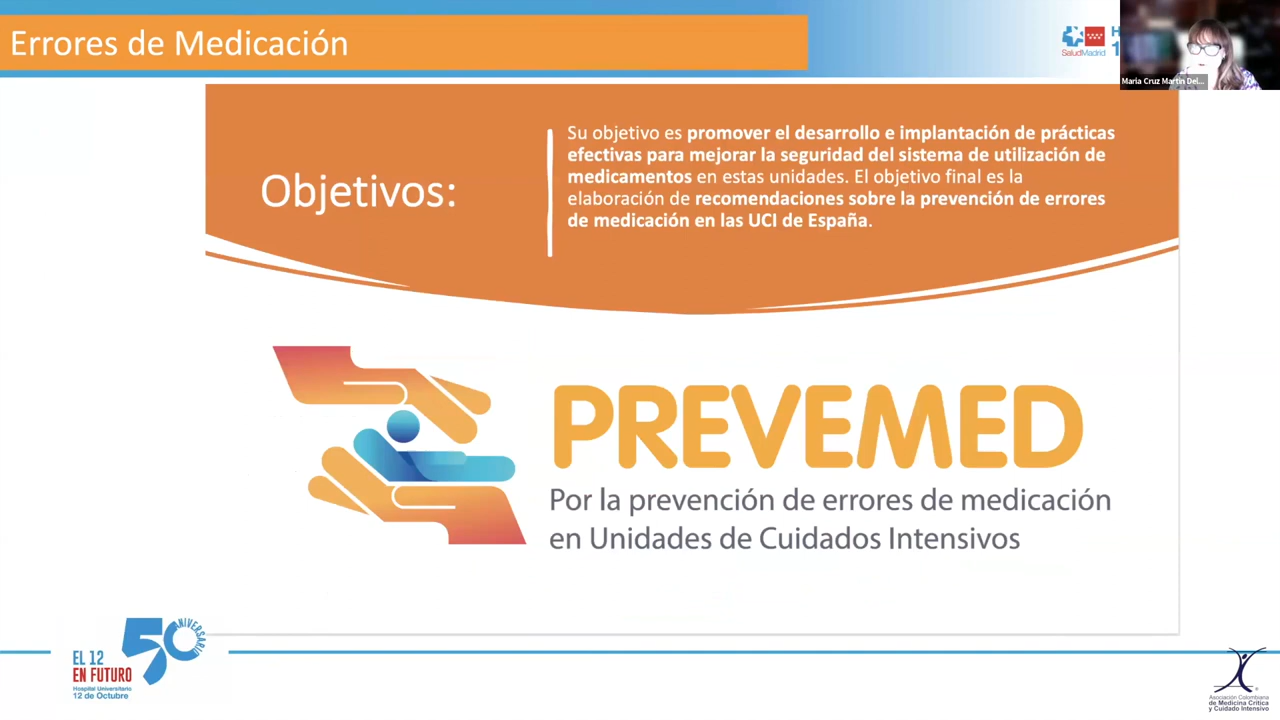 Errores de Medicación
SaludMadrid
Maria Cruz Martin Del...
Objetivos:
Su objetivo es promover el desarrollo e implantación de prácticas
efectivas para mejorar la seguridad del sistema de utilización de
medicamentos en estas unidades. El objetivo final es la
elaboración de recomendaciones sobre la prevención de errores
de medicación en las UCI de España.
PREVEMED
Por la prevención de errores de medicación
en Unidades de Cuidados Intensivos
EL 12
EN FUTURO
50
ANIVERSARIO
Hospital Universitario
12 de Octubre
Asociación Colombiana
de Medicina Crítica
y Cuidado Intensivo